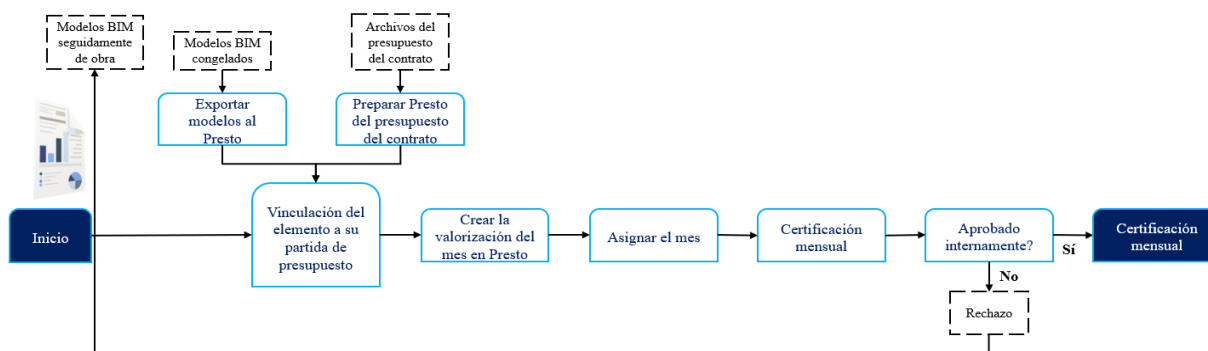 Modelos BIM
seguidamente
de obra
Modelos BIM
congelados
Archivos del
presupuesto
del contrato
Exportar
modelos al
Presto
Preparar Presto
del presupuesto
del contrato
Inicio
Vinculación del
elemento a su
partida de
presupuesto
Crear la
valorización del
mes en Presto
Asignar el mes
Certificación
mensual
Aprobado
internamente?
Sí
Certificación
mensual
No
Rechazo